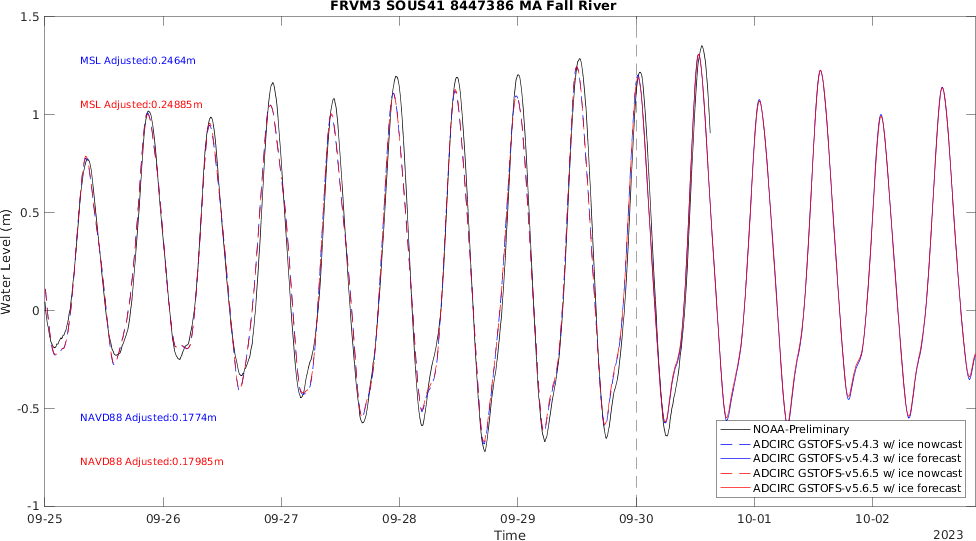 FRVM3 SOUS41 8447386 MA Fall River
1.5
MSL Adjusted:0.2464m
MSL Adjusted:0.24885m
1
0.5
Water Level (m)
0
-0.5
NAVD88 Adjusted:0.1774m
NAVD88 Adjusted:0.17985m
NOAA-Preliminary
ADCIRC GSTOFS-v5.4.3 w/ ice nowcast
ADCIRC GSTOFS-v5.4.3 w/ ice forecast
ADCIRC GSTOFS-v5.6.5 w/ ice nowcast
ADCIRC GSTOFS-v5.6.5 w/ ice forecast
-1
09-25 09-26 09-27 09-28 09-29 09-30 10-01 10-02
Time
2023